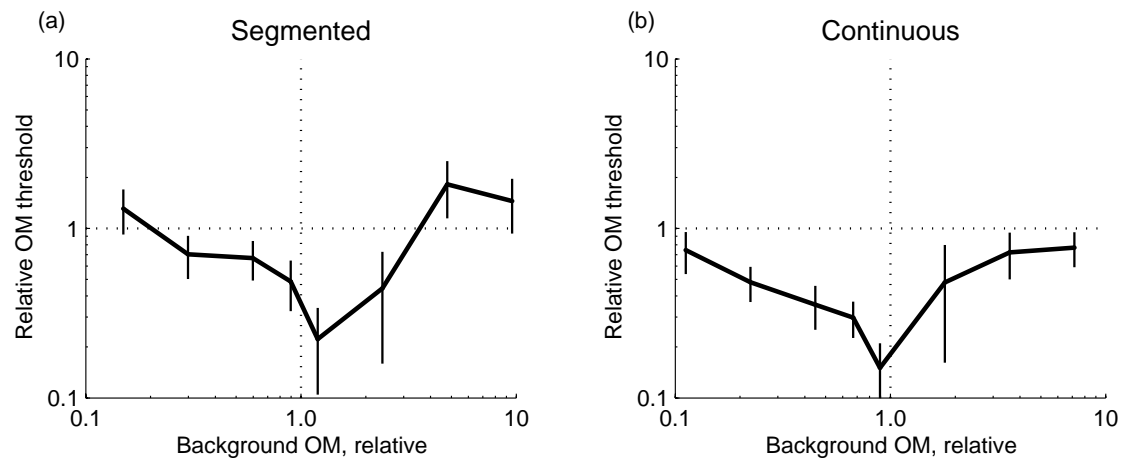 (a)
Segmented
10
1
0.1
Relative OM threshold
0.1
1.0
10
Background OM, relative
(b)
Continuous
10
1
0.1
Relative OM threshold
0.1
1.0
10
Background OM, relative